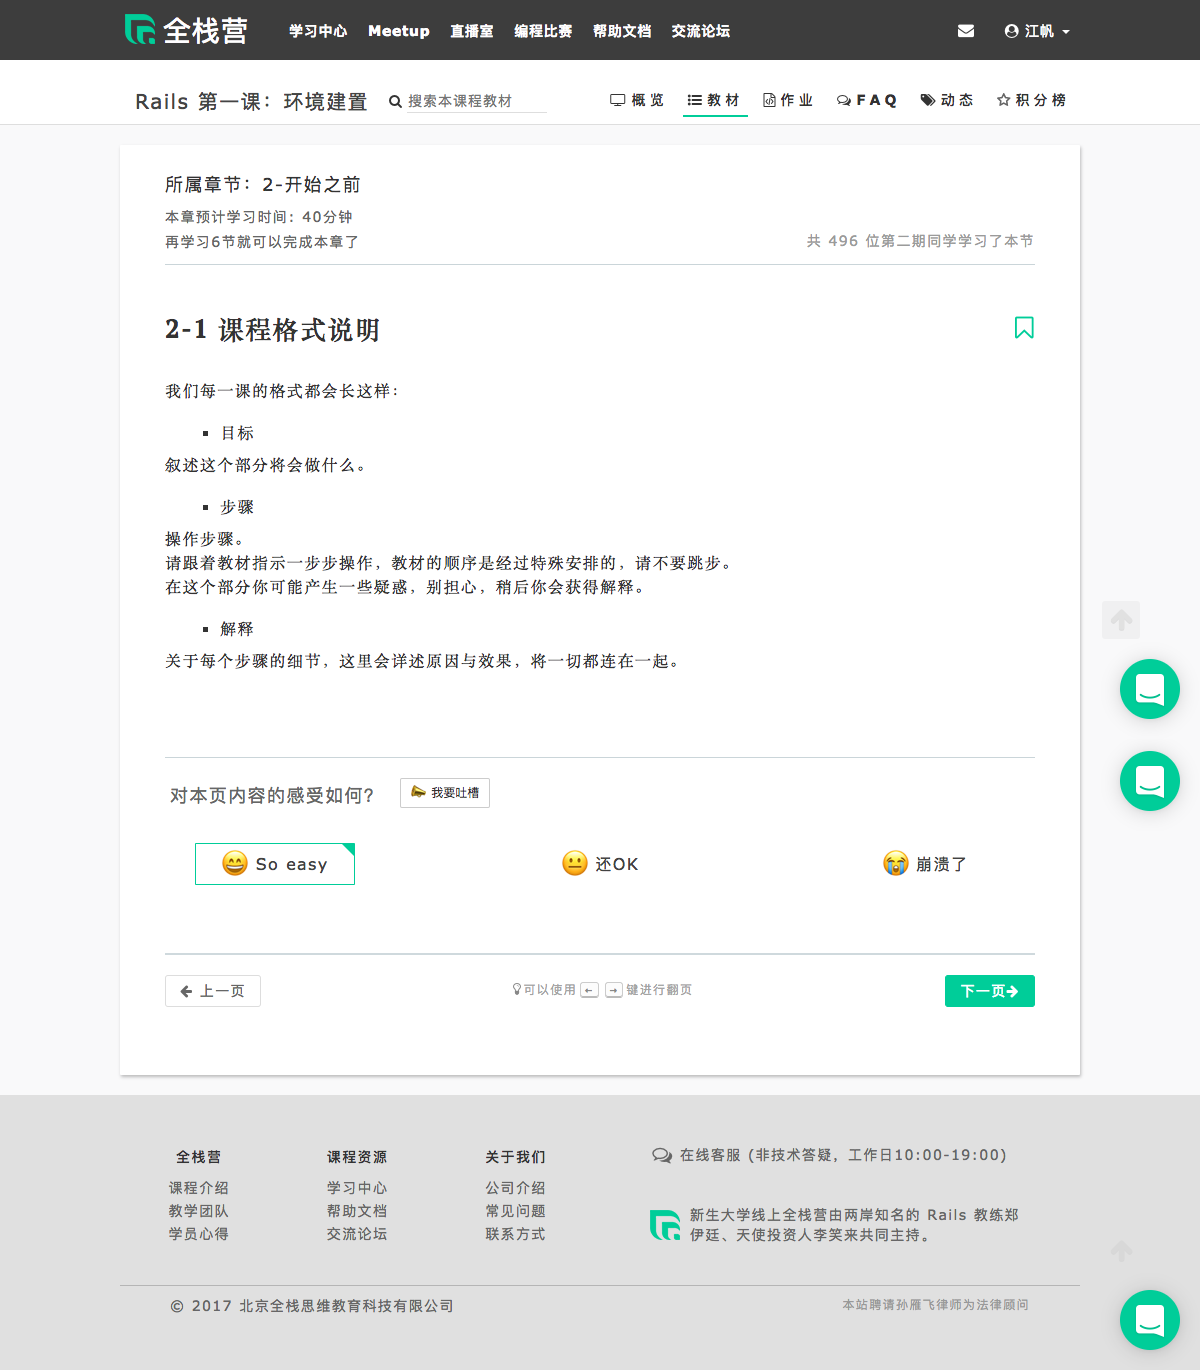 全栈营 学习中心 Meetup 直播室 编程比赛 帮助文档 交流论坛 江帆
Rails 第一课：环境建置 搜索本课程教材 概览 教材 作业 FAQ 动态 积分榜
所属章节：2-开始之前
本章预计学习时间：40分钟
再学习6节就可以完成本章了 共 496 位第二期同学学习了本节
2-1 课程格式说明
我们每一课的格式都会长这样：
目标
叙述这个部分将会做什么。
步骤
操作步骤。
请跟着教材指示一步步操作，教材的顺序是经过特殊安排的，请不要跳步。
在这个部分你可能产生一些疑惑，别担心，稍后你会获得解释。
解释
关于每个步骤的细节，这里会详述原因与效果，将一切都连在一起。
对本页内容的感受如何? 我要吐槽
So easy 还OK 崩溃了
上一页 可以使用 ← → 键进行翻页 下一页
全栈营 课程资源 关于我们 在线客服 (非技术答疑，工作日10:00-19:00)
课程介绍 学习中心 公司介绍
教学团队 帮助文档 常见问题 新生大学线上全栈营由两岸知名的 Rails 教练郑
学员心得 交流论坛 联系方式 伊廷、天使投资人李笑来共同主持。
© 2017 北京全栈思维教育科技有限公司 本站聘请孙雁飞律师为法律顾问